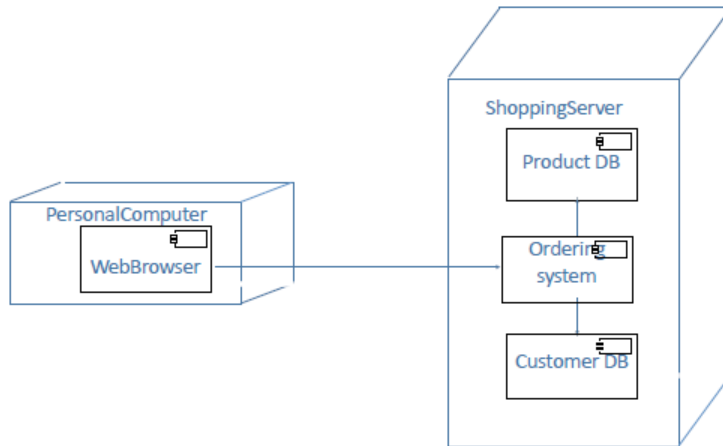 ShoppingServer
Product DB
PersonalComputer
WebBrowser
Ordering
system
Customer DB